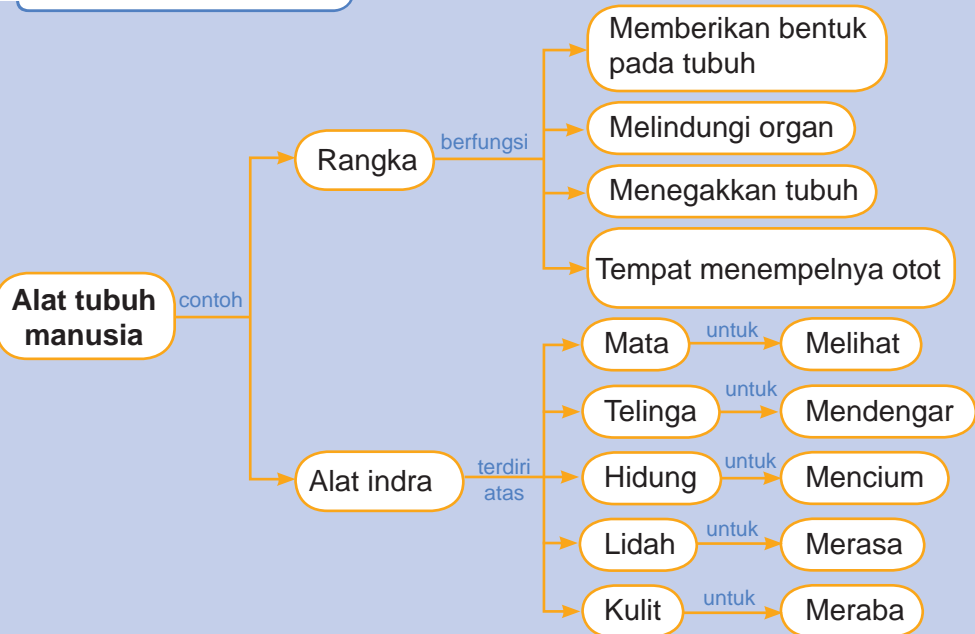 Alat tubuh
manusia
contoh
Rangka
berfungsi
Memberikan bentuk
pada tubuh
Melindungi organ
Menegakkan tubuh
Tempat menempelnya otot
Alat indra
terdiri
atas
Mata
untuk
Melihat
Telinga
untuk
Mendengar
Hidung
untuk
Mencium
Lidah
untuk
Merasa
Kulit
untuk
Meraba